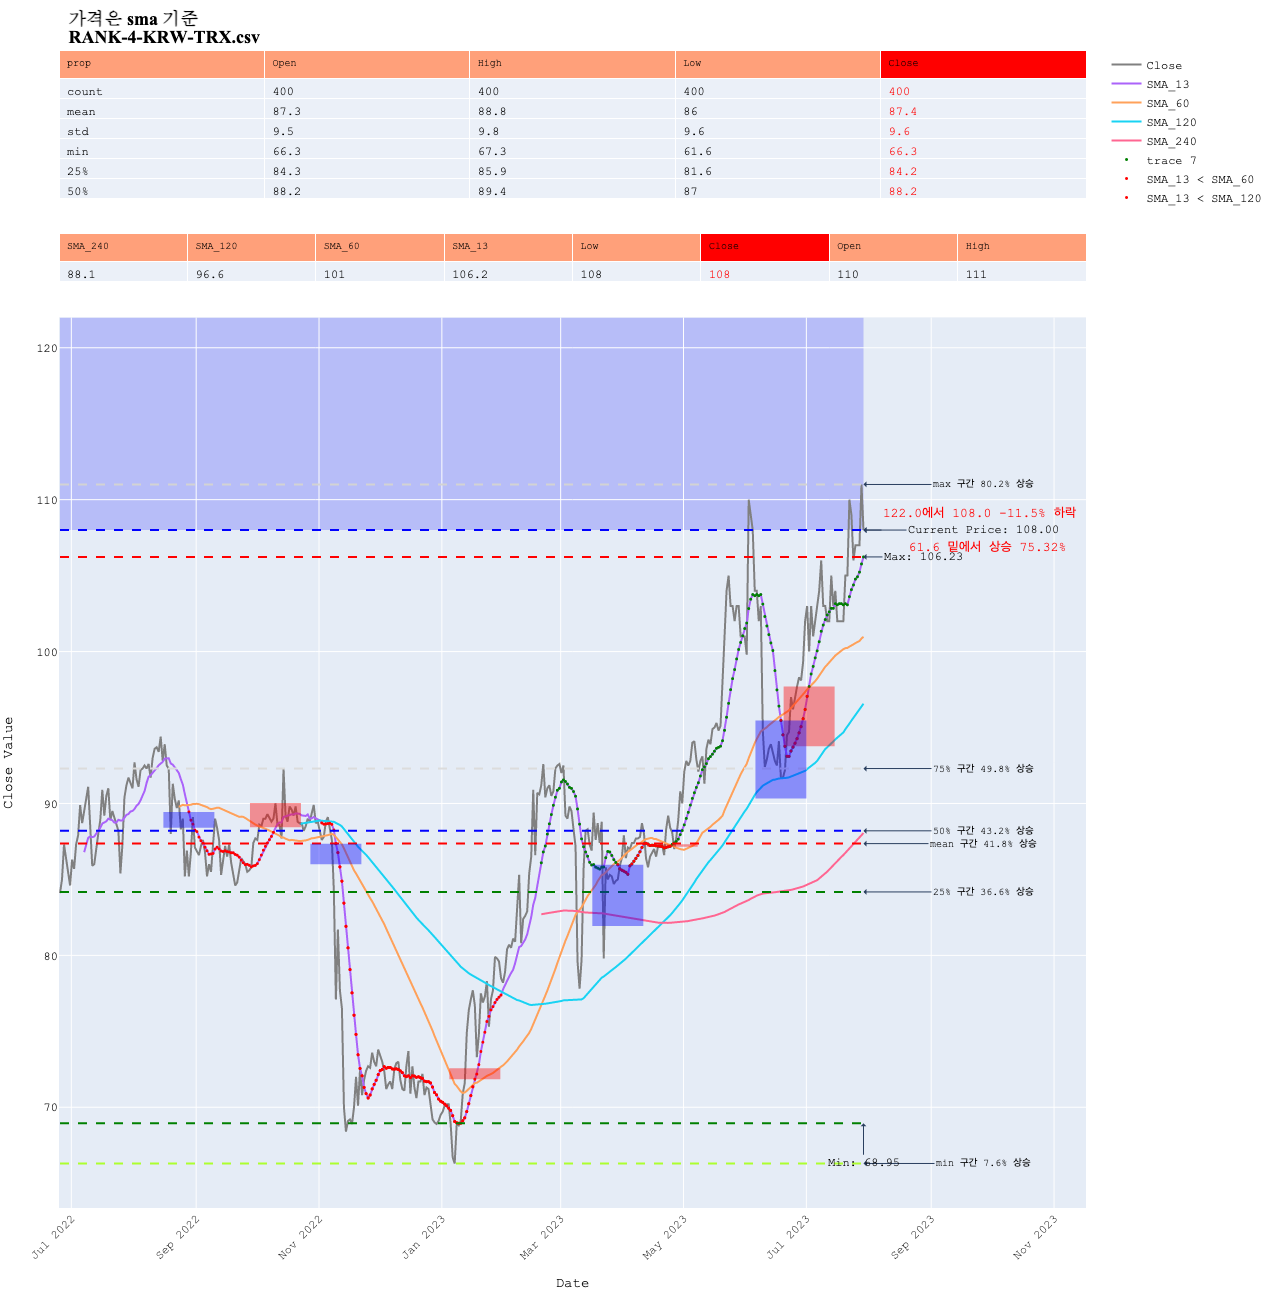 가격은 sma 기준
RANK-4-KRW-TRX.csv
prop Open High Low Close
count 400 400 400 400
mean 87.3 88.8 86 87.4
std 9.5 9.8 9.6 9.6
min 66.3 67.3 61.6 66.3
25% 84.3 85.9 81.6 84.2
50% 88.2 89.4 87 88.2
Close
SMA_13
SMA_60
SMA_120
SMA_240
trace 7
SMA_13 < SMA_60
SMA_13 < SMA_120
SMA_240 SMA_120 SMA_60 SMA_13 Low Close Open High
88.1 96.6 101 106.2 108 108 110 111
120
110
100
90
80
70
Close Value
max 구간 80.2% 상승
122.0에서 108.0 -11.5% 하락
Current Price: 108.00
61.6 밑에서 상승 75.32%
Max: 106.23
75% 구간 49.8% 상승
50% 구간 43.2% 상승
mean 구간 41.8% 상승
25% 구간 36.6% 상승
Min: 68.95
min 구간 7.6% 상승
Jul 2022
Sep 2022
Nov 2022
Jan 2023
Mar 2023
May 2023
Jul 2023
Sep 2023
Nov 2023
Date